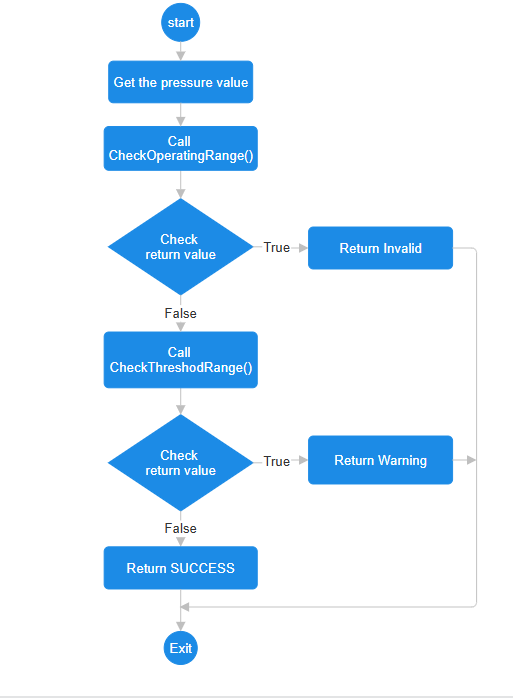 start
Get the pressure value
Call
CheckOperatingRange()
Check
return value
True
Return Invalid
False
Call
CheckThreshodRange()
Check
return value
True
Return Warning
False
Return SUCCESS
Exit